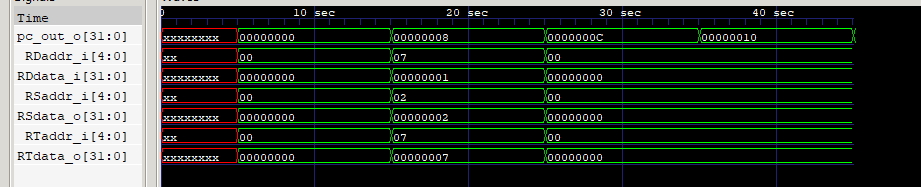 Signals Waves
Time 0 10 sec 20 sec 30 sec 40 sec
pc_out_o[31:0] xxxxxxxx 00000000 00000008 0000000C 00000010
RDaddr_i[4:0] xx 00 07 00
RDdata_i[31:0] xxxxxxxx 00000000 00000001 00000000
RSaddr_i[4:0] xx 00 02 00
RSdata_o[31:0] xxxxxxxx 00000000 00000002 00000000
RTaddr_i[4:0] xx 00 07 00
RTdata_o[31:0] xxxxxxxx 00000000 00000007 00000000